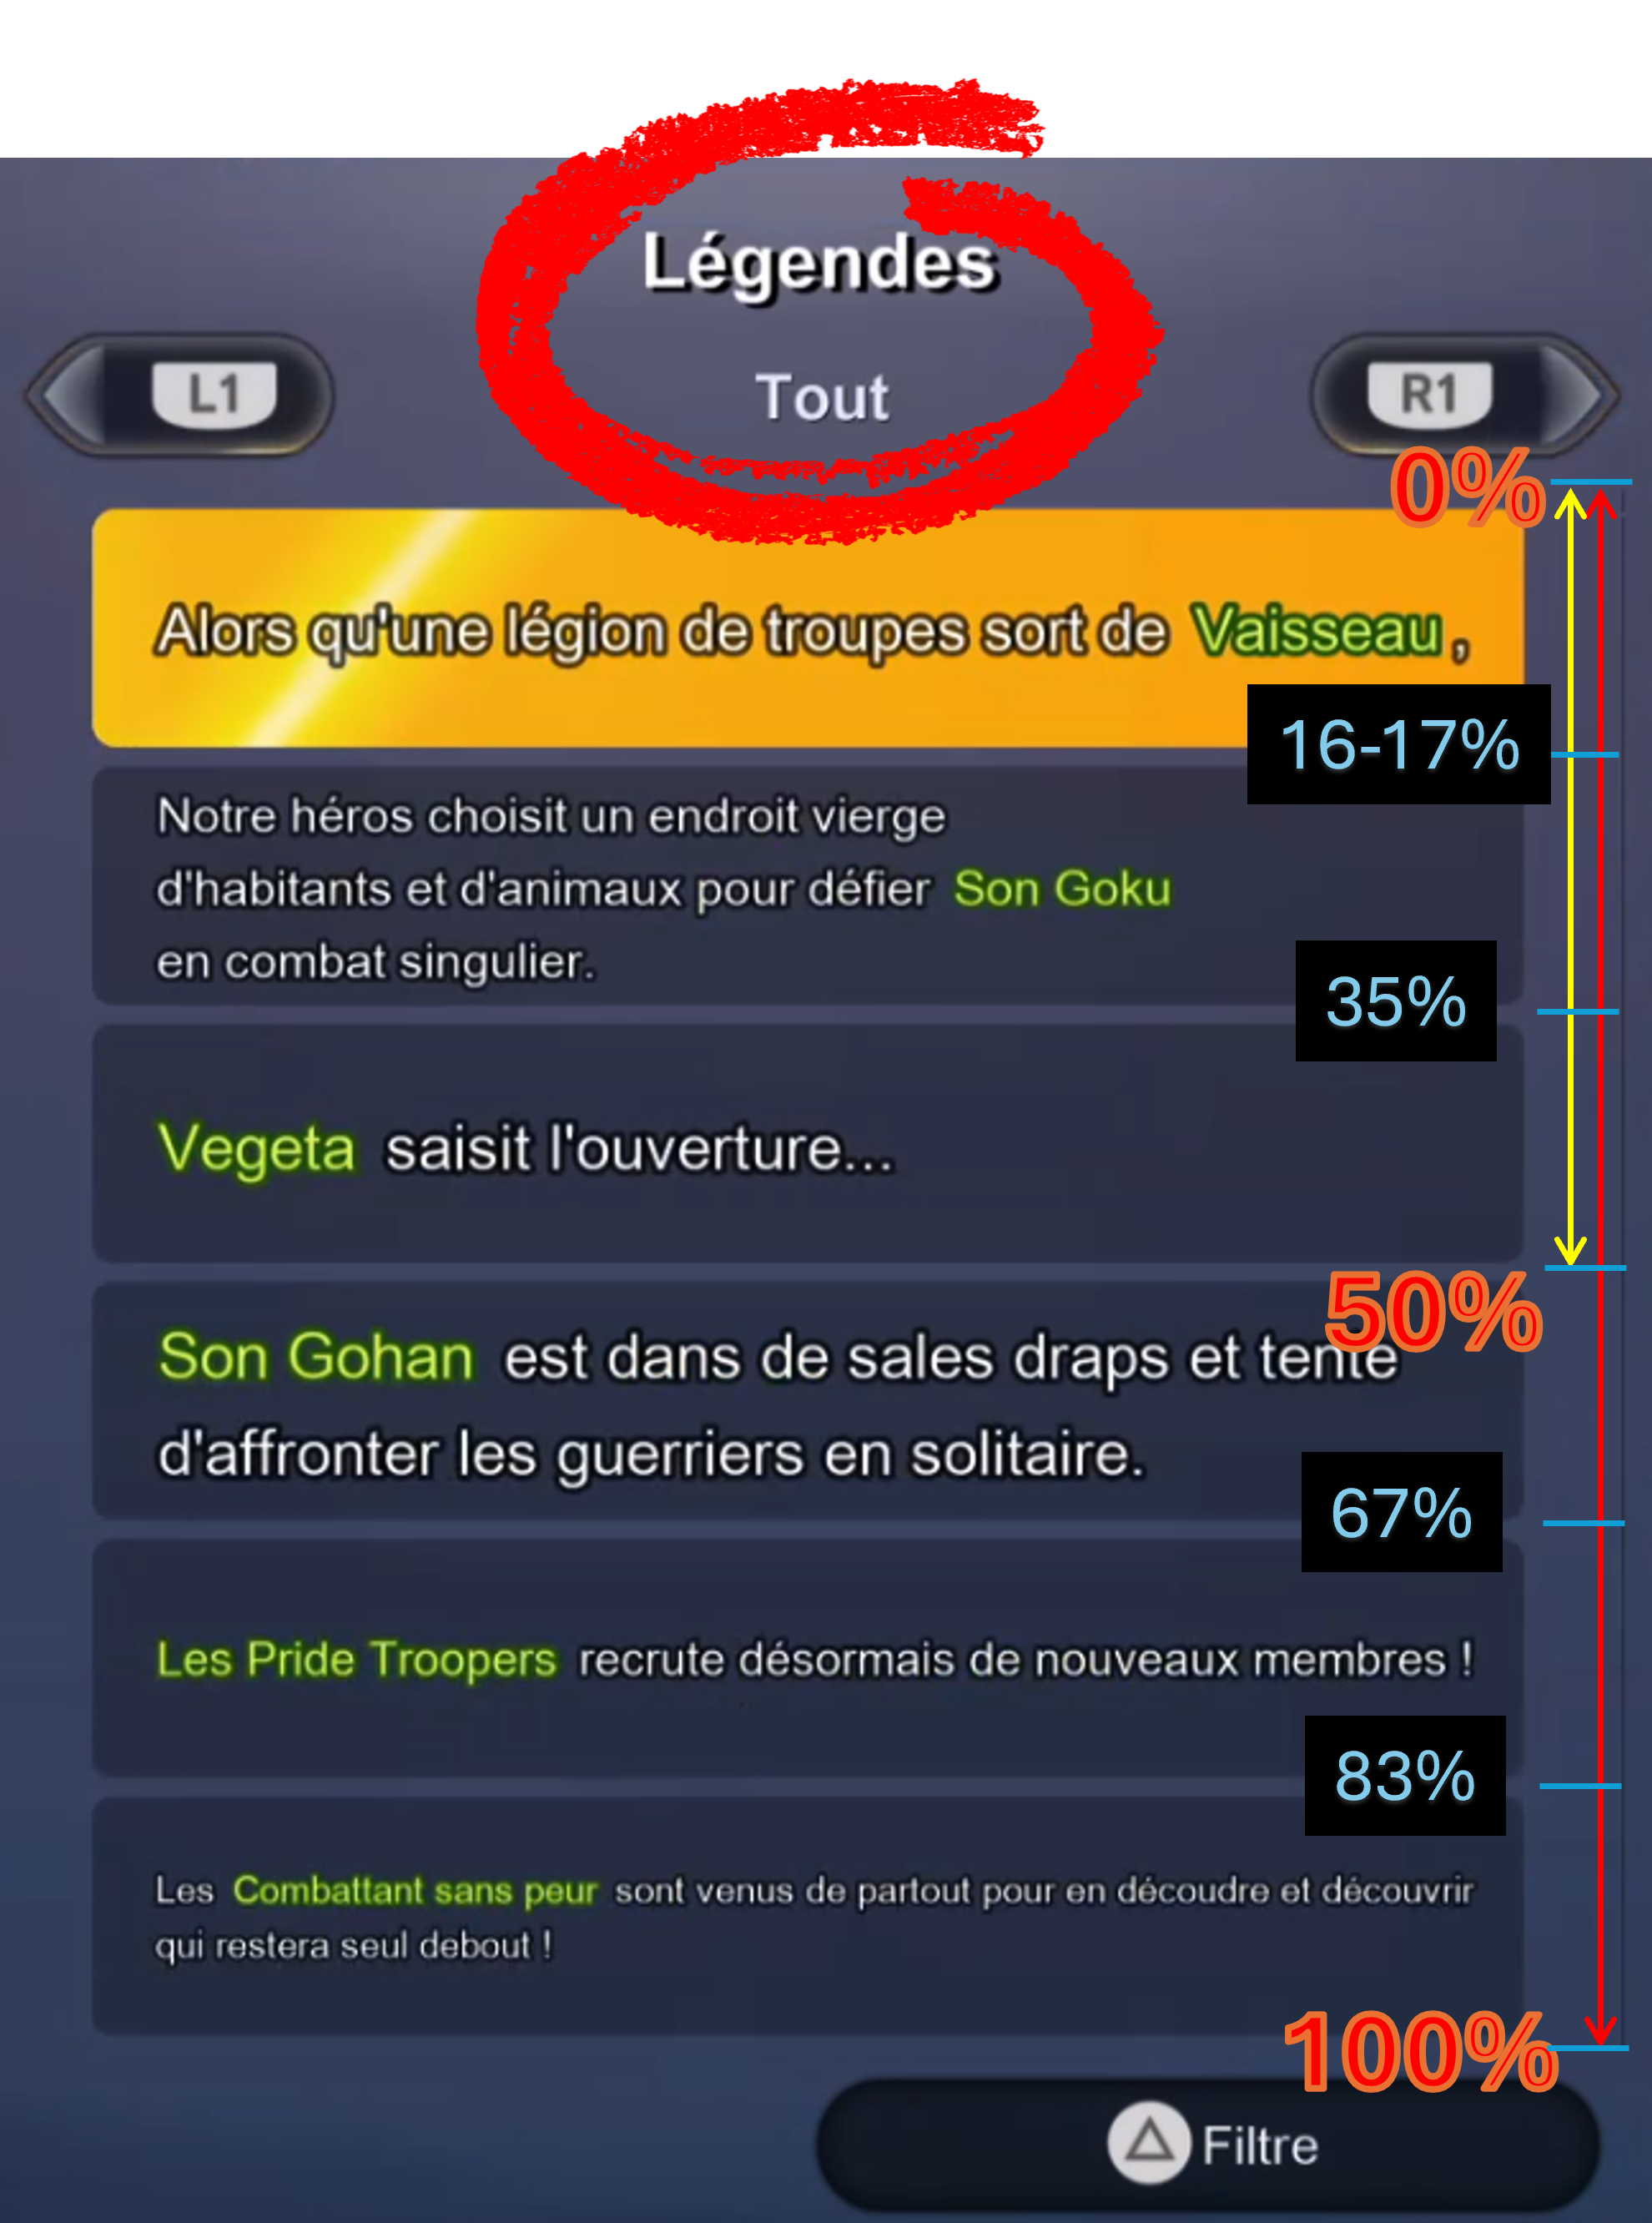 Légendes
Tout
L1
R1
0%
Alors qu'une légion de troupes sort de Vaisseau ,
16-17%
Notre héros choisit un endroit vierge
d'habitants et d'animaux pour défier Son Goku
en combat singulier.
35%
Vegeta saisit l'ouverture...
50%
Son Gohan est dans de sales draps et tente
d'affronter les guerriers en solitaire.
67%
Les Pride Troopers recrute désormais de nouveaux membres !
83%
Les Combattant sans peur sont venus de partout pour en découdre et découvrir
qui restera seul debout !
100%
Filtre